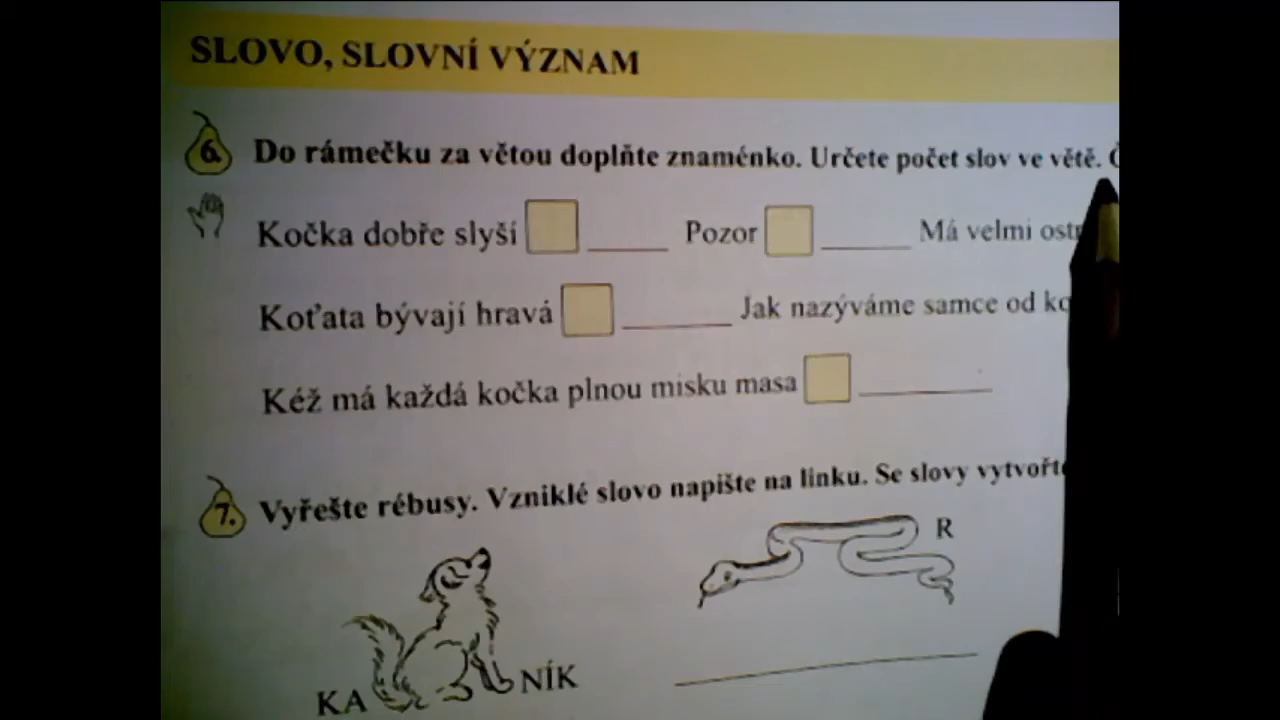 SLOVO, SLOVNÍ VÝZNAM
6. Do rámečku za větou doplňte znaménko. Určete počet slov ve větě.
Kočka dobře slyší Pozor Má velmi
Koťata bývají hravá Jak nazýváme samce od
Kéž má každá kočka plnou misku masa
7. Vyřešte rébusy. Vzniklé slovo napište na linku. Se slovy
R
KA NÍK